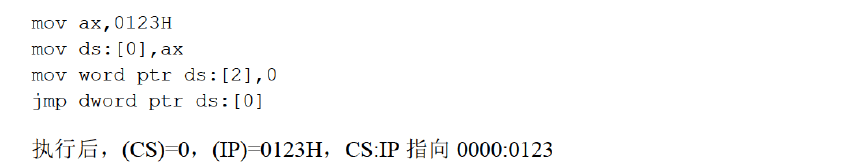 mov ax,0123H
mov ds:[0],ax
mov word ptr ds:[2],0
jmp dword ptr ds:[0]
执行后，(CS)=0，(IP)=0123H，CS:IP 指向 0000:0123